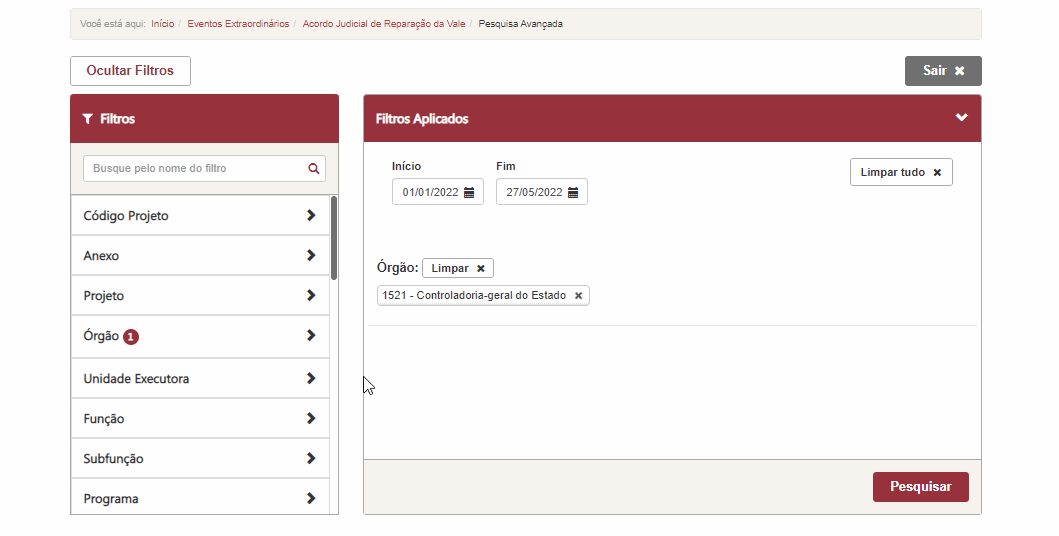 Você está aqui: Início / Eventos Extraordinários / Acordo Judicial de Reparação da Vale / Pesquisa Avançada
Ocultar Filtros
Sair ✖
Filtros
Busque pelo nome do filtro
Código Projeto
Anexo
Projeto
Órgão 1
Unidade Executora
Função
Subfunção
Programa
Filtros Aplicados
Início
Fim
01/01/2022
27/05/2022
Limpar tudo ✖
Órgão: Limpar ✖
1521 - Controladoria-geral do Estado ✖
Pesquisar